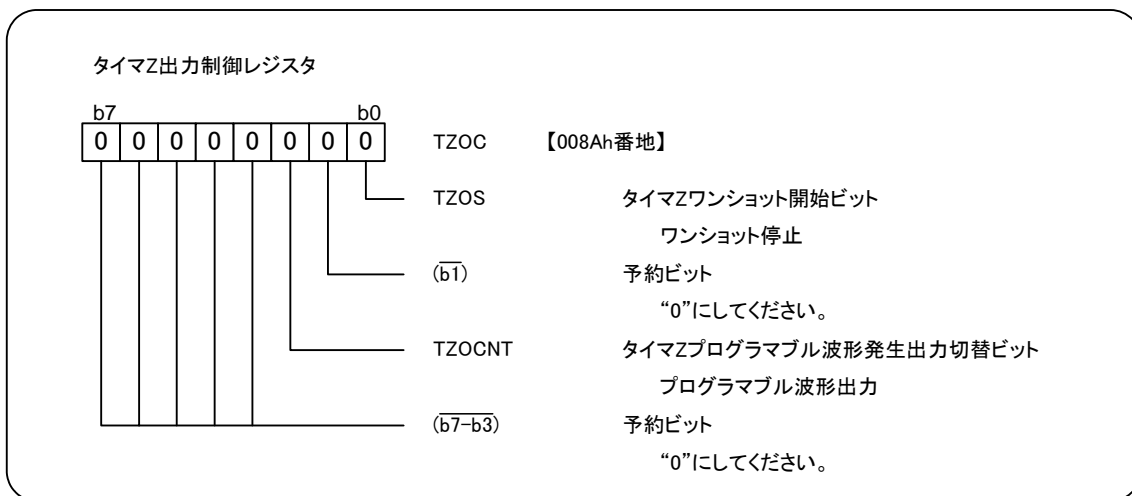 タイマZ出力制御レジスタ
b7 b0
0 0 0 0 0 0 0 0 TZOC 【008Ah番地】
TZOS タイマZワンショット開始ビット
ワンショット停止
(b1) 予約ビット
“0”にしてください。
TZOCNT タイマZプログラマブル波形発生出力切替ビット
プログラマブル波形出力
(b7-b3) 予約ビット
“0”にしてください。